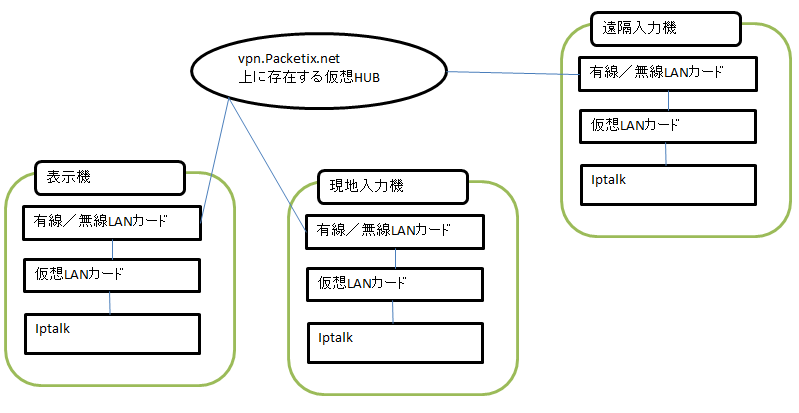 遠隔入力機
vpn.Packetix.net
上に存在する仮想HUB
有線／無線LANカード
仮想LANカード
Iptalk
表示機
有線／無線LANカード
仮想LANカード
Iptalk
現地入力機
有線／無線LANカード
仮想LANカード
Iptalk